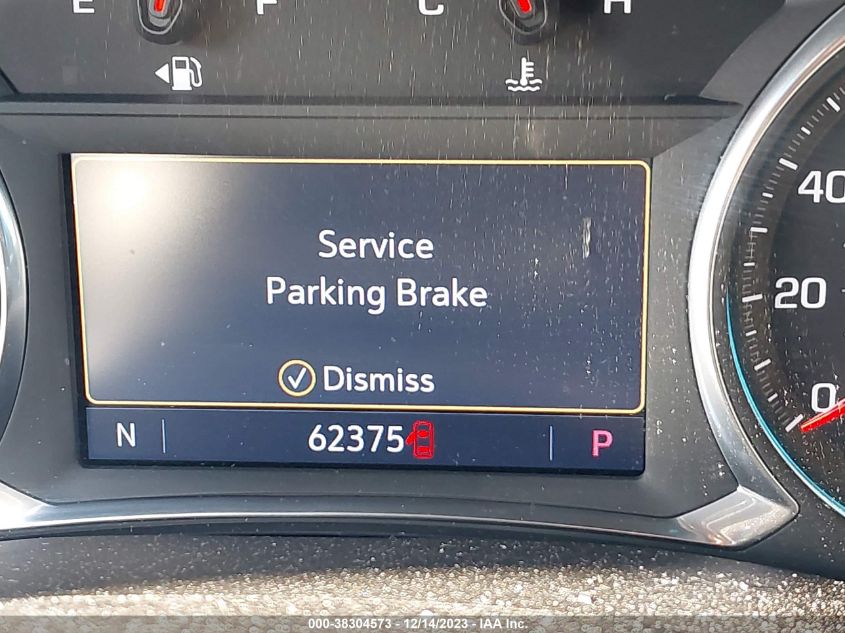 E F C H
Service
Parking Brake
Dismiss
N 62375 P
40
20
0
000-38304573 - 12/14/2023 - IAA Inc.